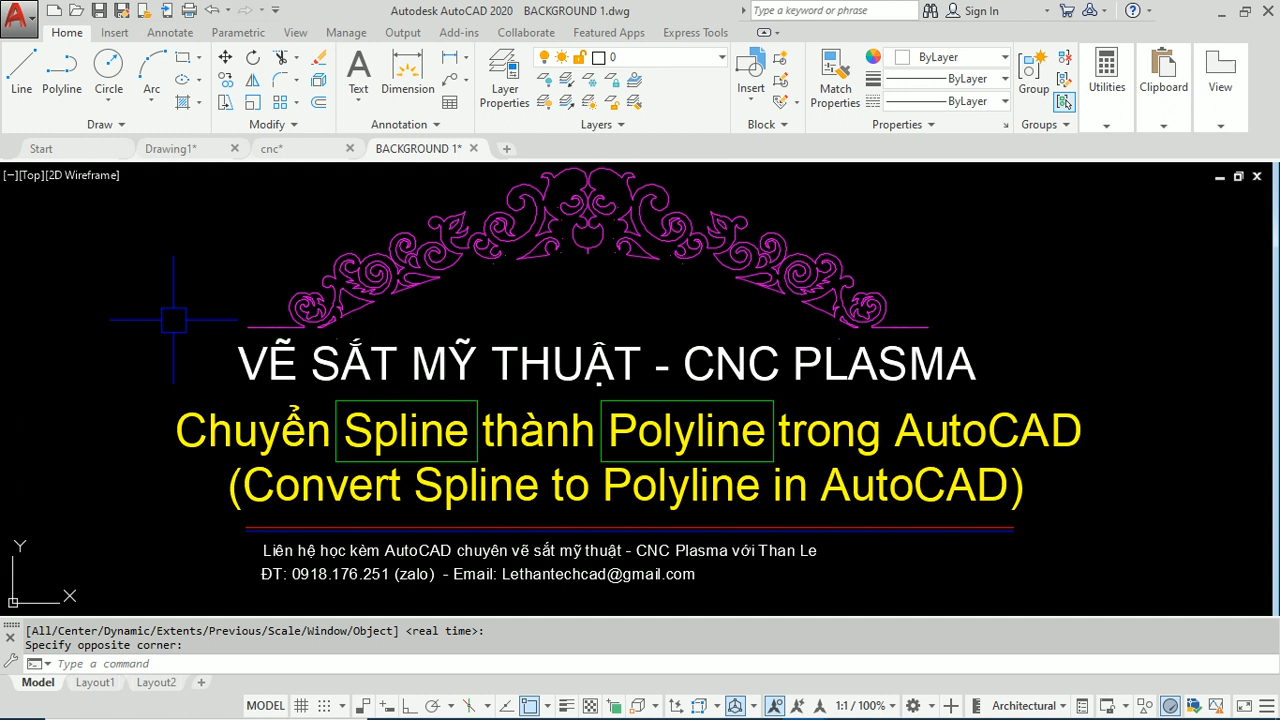 Autodesk AutoCAD 2020 BACKGROUND 1.dwg
Type a keyword or phrase
Sign In
Home Insert Annotate Parametric View Manage Output Add-ins Collaborate Featured Apps Express Tools
Line Polyline Circle Arc
Text Dimension
Layer Properties
0
Insert
Match Properties
ByLayer
ByLayer
ByLayer
Group
Utilities
Clipboard
View
Draw Modify Annotation Layers Block Properties Groups
Start Drawing1* cnc* BACKGROUND 1*
[−][Top][2D Wireframe]
VẼ SẮT MỸ THUẬT - CNC PLASMA
Chuyển Spline thành Polyline trong AutoCAD
(Convert Spline to Polyline in AutoCAD)
Liên hệ học kèm AutoCAD chuyên vẽ sắt mỹ thuật - CNC Plasma với Than Le
ĐT: 0918.176.251 (zalo) - Email: Lethantechcad@gmail.com
Y
X
[All/Center/Dynamic/Extents/Previous/Scale/Window/Object] <real time>:
Specify opposite corner:
Type a command
Model Layout1 Layout2
MODEL 1:1 / 100% Architectural